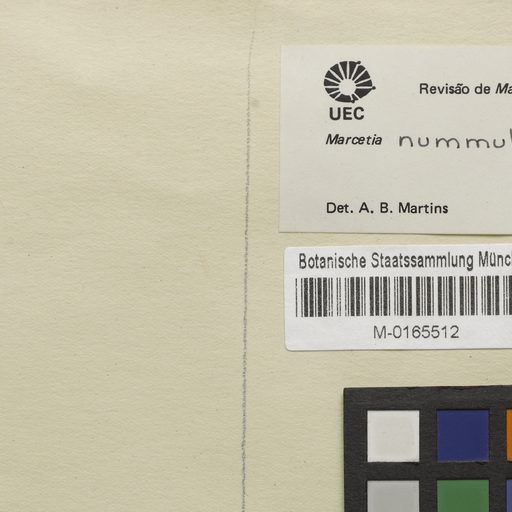 UEC
Revisão de Ma
Marcetia nummul
Det. A. B. Martins
Botanische Staatssammlung Münc
M-0165512